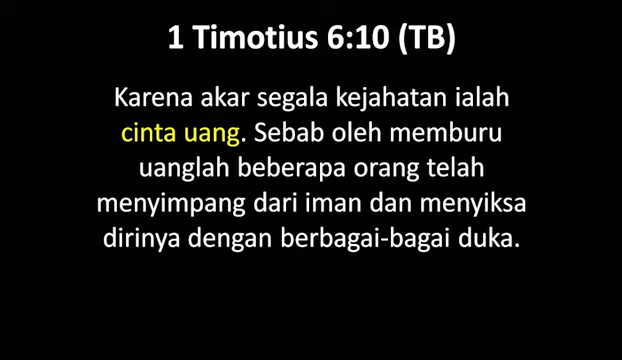 1 Timotius 6:10 (TB)
Karena akar segala kejahatan ialah
cinta uang. Sebab oleh memburu
uanglah beberapa orang telah
menyimpang dari iman dan menyiksa
dirinya dengan berbagai-bagai duka.